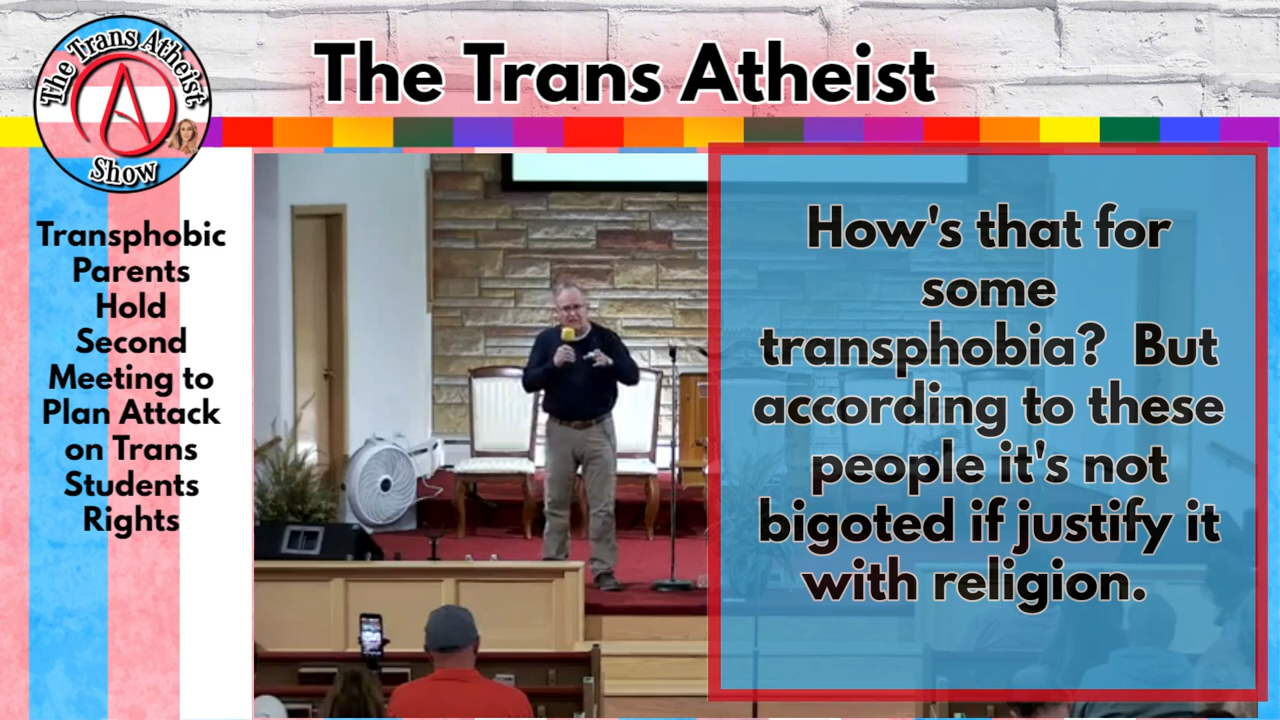 The Trans Atheist
Show
The Trans Atheist
Transphobic
Parents
Hold
Second
Meeting to
Plan Attack
on Trans
Students
Rights
How's that for
some
transphobia?  But
according to these
people it's not
bigoted if justify it
with religion.